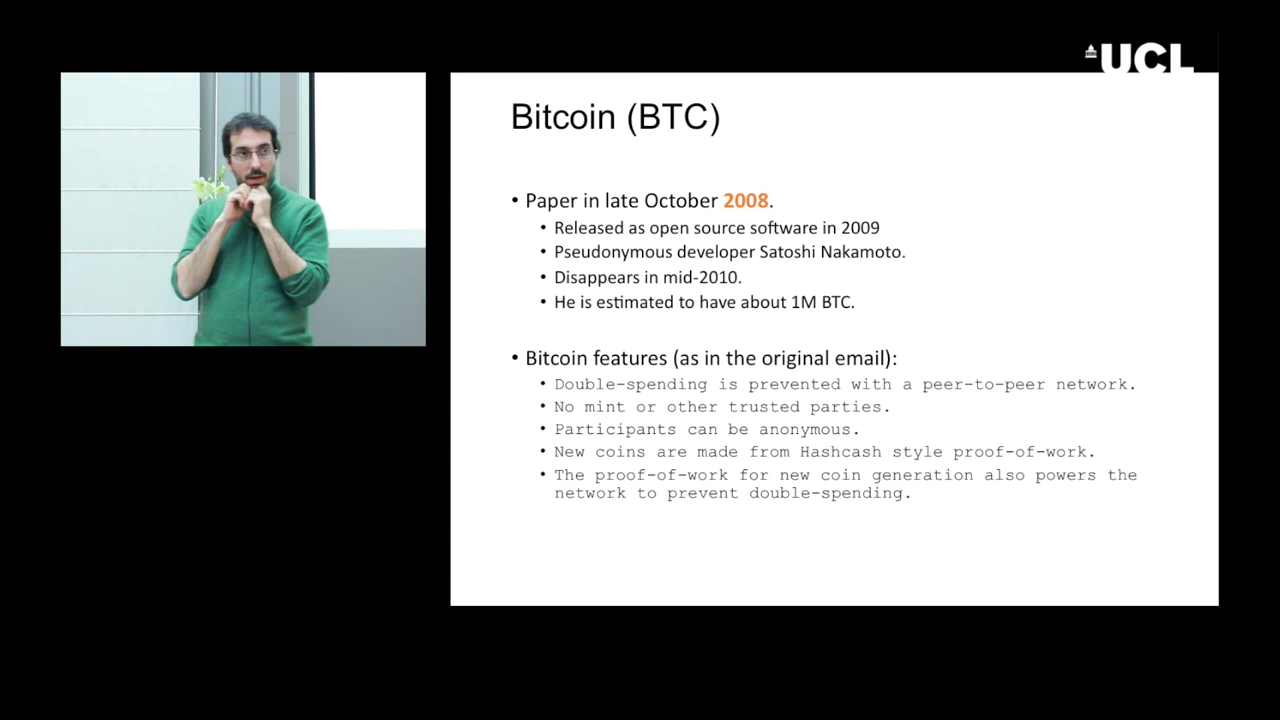 UCL
Bitcoin (BTC)
• Paper in late October 2008.
• Released as open source software in 2009
• Pseudonymous developer Satoshi Nakamoto.
• Disappears in mid-2010.
• He is estimated to have about 1M BTC.
• Bitcoin features (as in the original email):
• Double-spending is prevented with a peer-to-peer network.
• No mint or other trusted parties.
• Participants can be anonymous.
• New coins are made from Hashcash style proof-of-work.
• The proof-of-work for new coin generation also powers the
network to prevent double-spending.